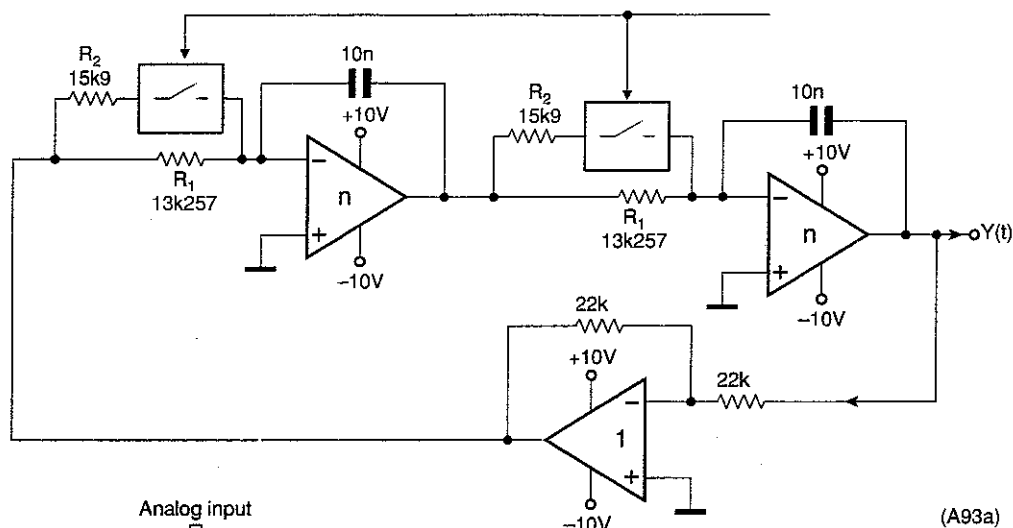 R2
15k9
10n
+10V
R1
13k257
−
n
+
−10V
R2
15k9
10n
+10V
R1
13k257
−
n
+
−10V
Y(t)
22k
+10V
22k
−
1
+
−10V
Analog input
(A93a)